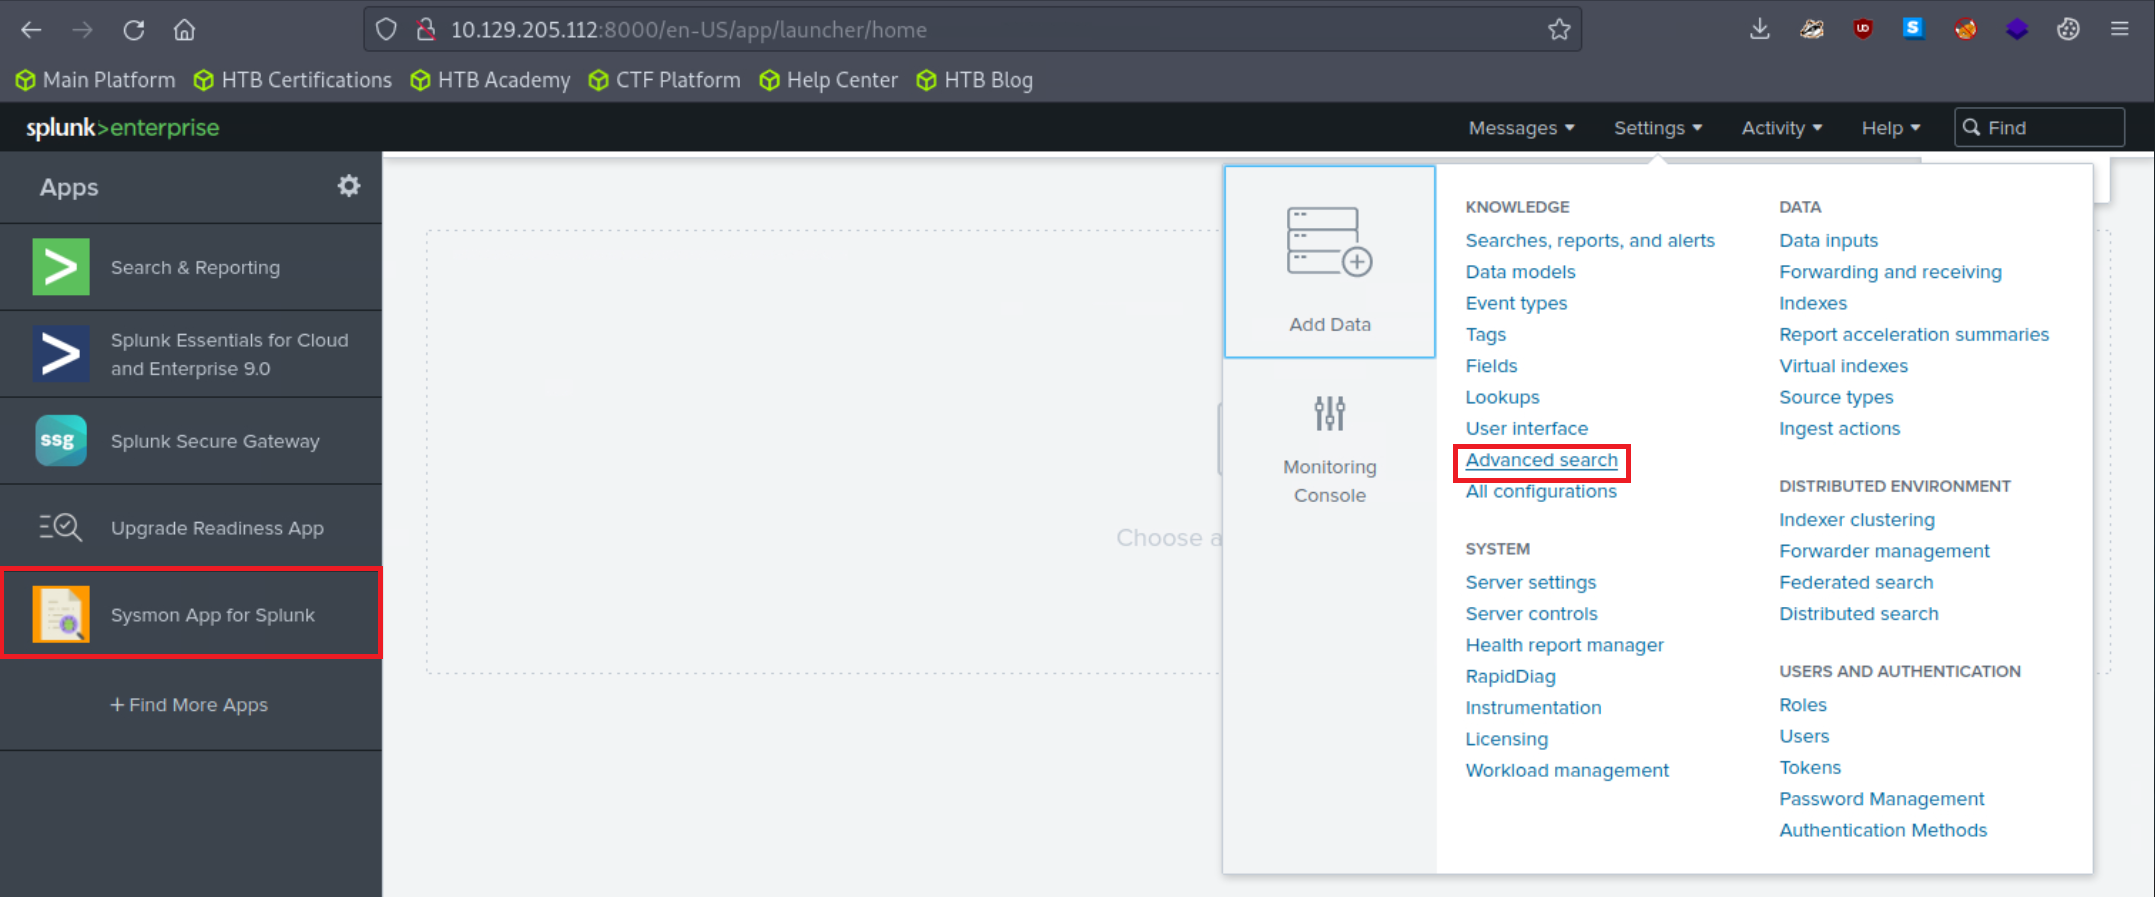 10.129.205.112:8000/en-US/app/launcher/home
Main Platform HTB Certifications HTB Academy CTF Platform Help Center HTB Blog
splunk>enterprise
Messages Settings Activity Help Find
Apps
Search & Reporting
Splunk Essentials for Cloud
and Enterprise 9.0
ssg
Splunk Secure Gateway
Upgrade Readiness App
Sysmon App for Splunk
+ Find More Apps
Choose a
Add Data
Monitoring
Console
KNOWLEDGE
Searches, reports, and alerts
Data models
Event types
Tags
Fields
Lookups
User interface
Advanced search
All configurations
SYSTEM
Server settings
Server controls
Health report manager
RapidDiag
Instrumentation
Licensing
Workload management
DATA
Data inputs
Forwarding and receiving
Indexes
Report acceleration summaries
Virtual indexes
Source types
Ingest actions
DISTRIBUTED ENVIRONMENT
Indexer clustering
Forwarder management
Federated search
Distributed search
USERS AND AUTHENTICATION
Roles
Users
Tokens
Password Management
Authentication Methods